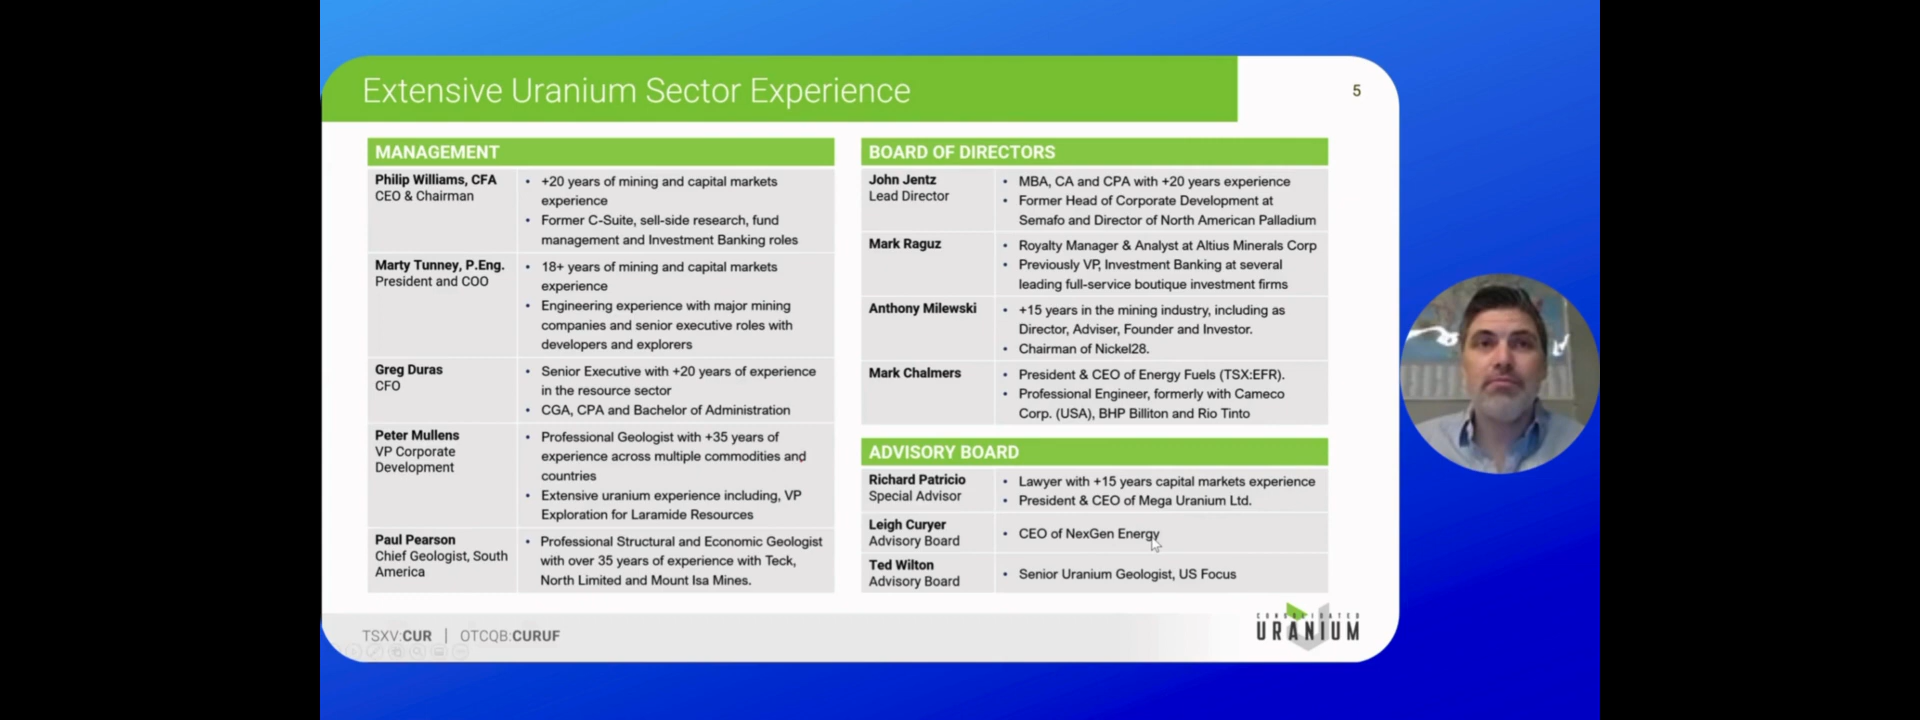 Extensive Uranium Sector Experience
5
MANAGEMENT
Philip Williams, CFA
CEO & Chairman
• +20 years of mining and capital markets
experience
• Former C-Suite, sell-side research, fund
management and Investment Banking roles
Marty Tunney, P.Eng.
President and COO
• 18+ years of mining and capital markets
experience
• Engineering experience with major mining
companies and senior executive roles with
developers and explorers
Greg Duras
CFO
• Senior Executive with +20 years of experience
in the resource sector
• CGA, CPA and Bachelor of Administration
Peter Mullens
VP Corporate
Development
• Professional Geologist with +35 years of
experience across multiple commodities and
countries
• Extensive uranium experience including, VP
Exploration for Laramide Resources
Paul Pearson
Chief Geologist, South
America
• Professional Structural and Economic Geologist
with over 35 years of experience with Teck,
North Limited and Mount Isa Mines.
BOARD OF DIRECTORS
John Jentz
Lead Director
• MBA, CA and CPA with +20 years experience
• Former Head of Corporate Development at
Semafo and Director of North American Palladium
Mark Raguz
• Royalty Manager & Analyst at Altius Minerals Corp
• Previously VP, Investment Banking at several
leading full-service boutique investment firms
Anthony Milewski
• +15 years in the mining industry, including as
Director, Adviser, Founder and Investor.
• Chairman of Nickel28.
Mark Chalmers
• President & CEO of Energy Fuels (TSX:EFR).
• Professional Engineer, formerly with Cameco
Corp. (USA), BHP Billiton and Rio Tinto
ADVISORY BOARD
Richard Patricio
Special Advisor
• Lawyer with +15 years capital markets experience
• President & CEO of Mega Uranium Ltd.
Leigh Curyer
Advisory Board
• CEO of NexGen Energy
Ted Wilton
Advisory Board
• Senior Uranium Geologist, US Focus
TSXV:CUR | OTCQB:CURUF
CONSOLIDATED
URANIUM